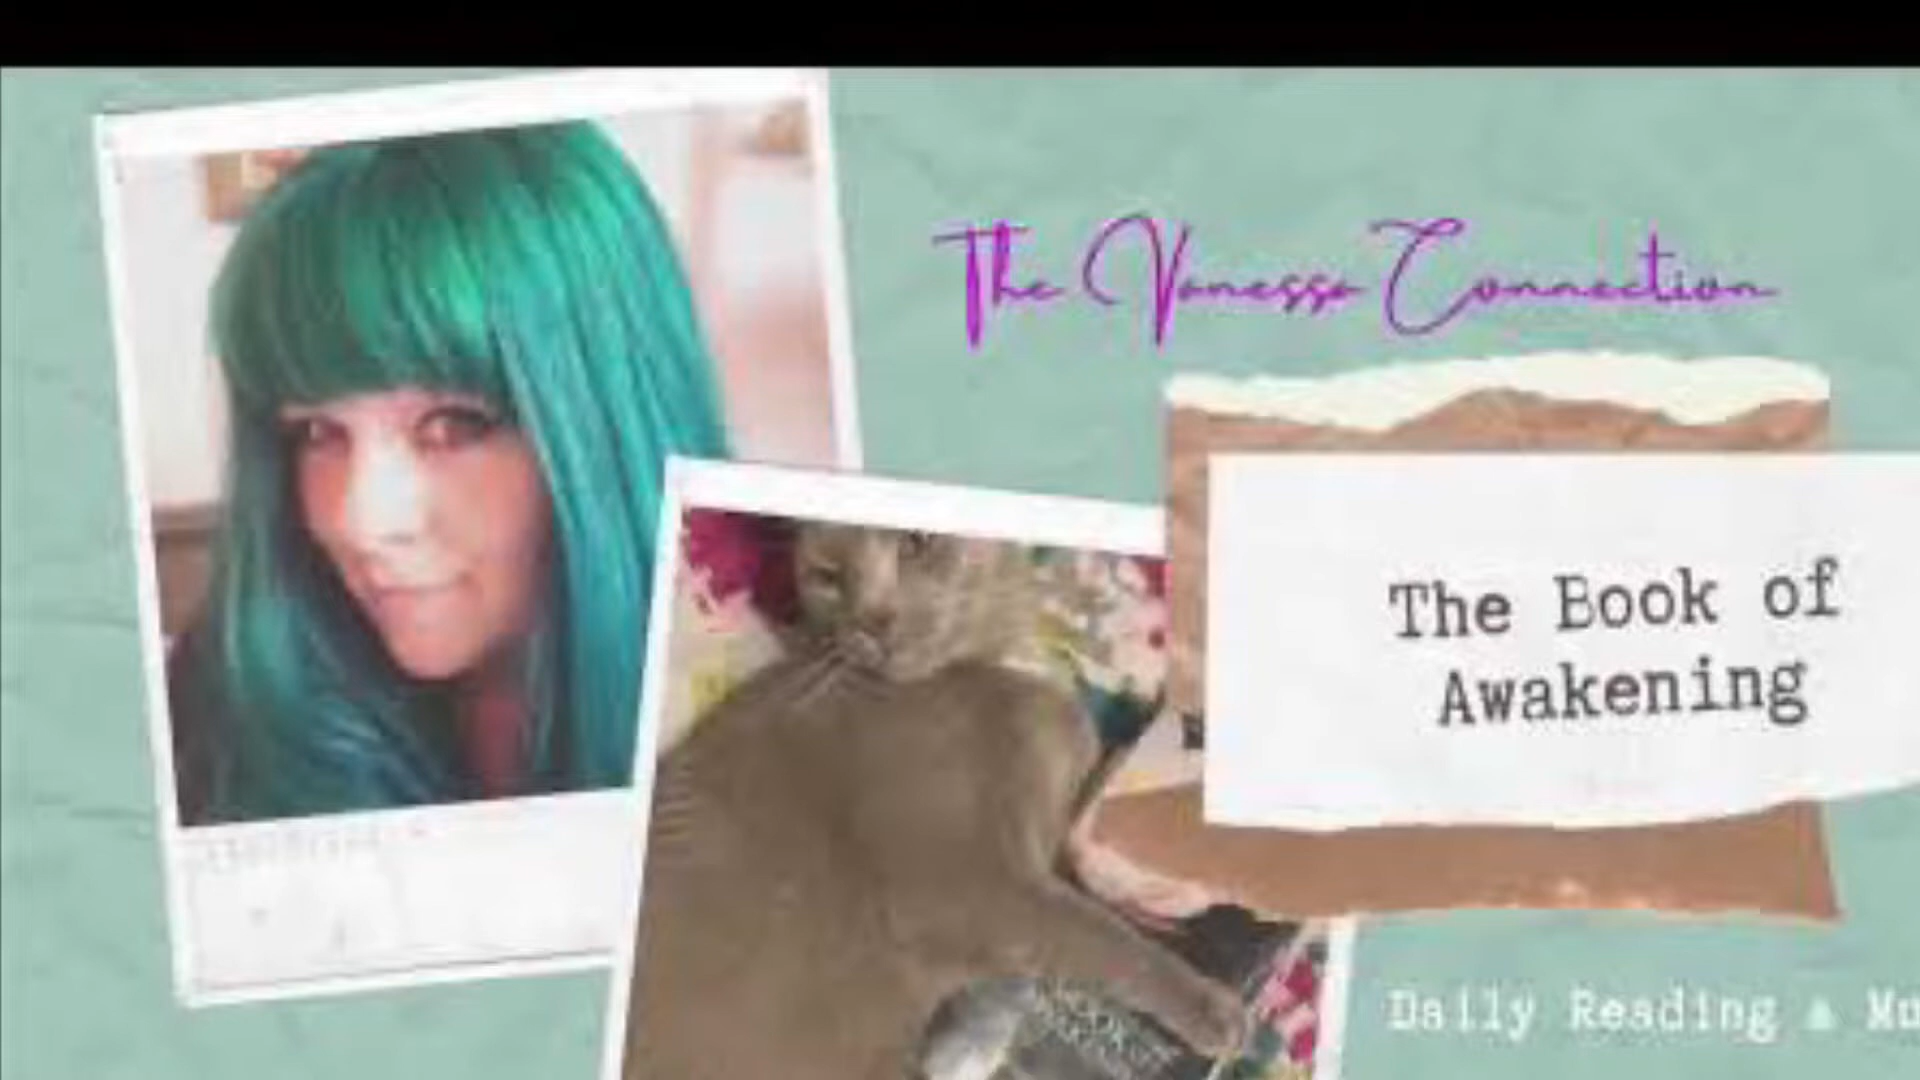 The Vanessa Connection
The Book of
Awakening
Daily Reading &